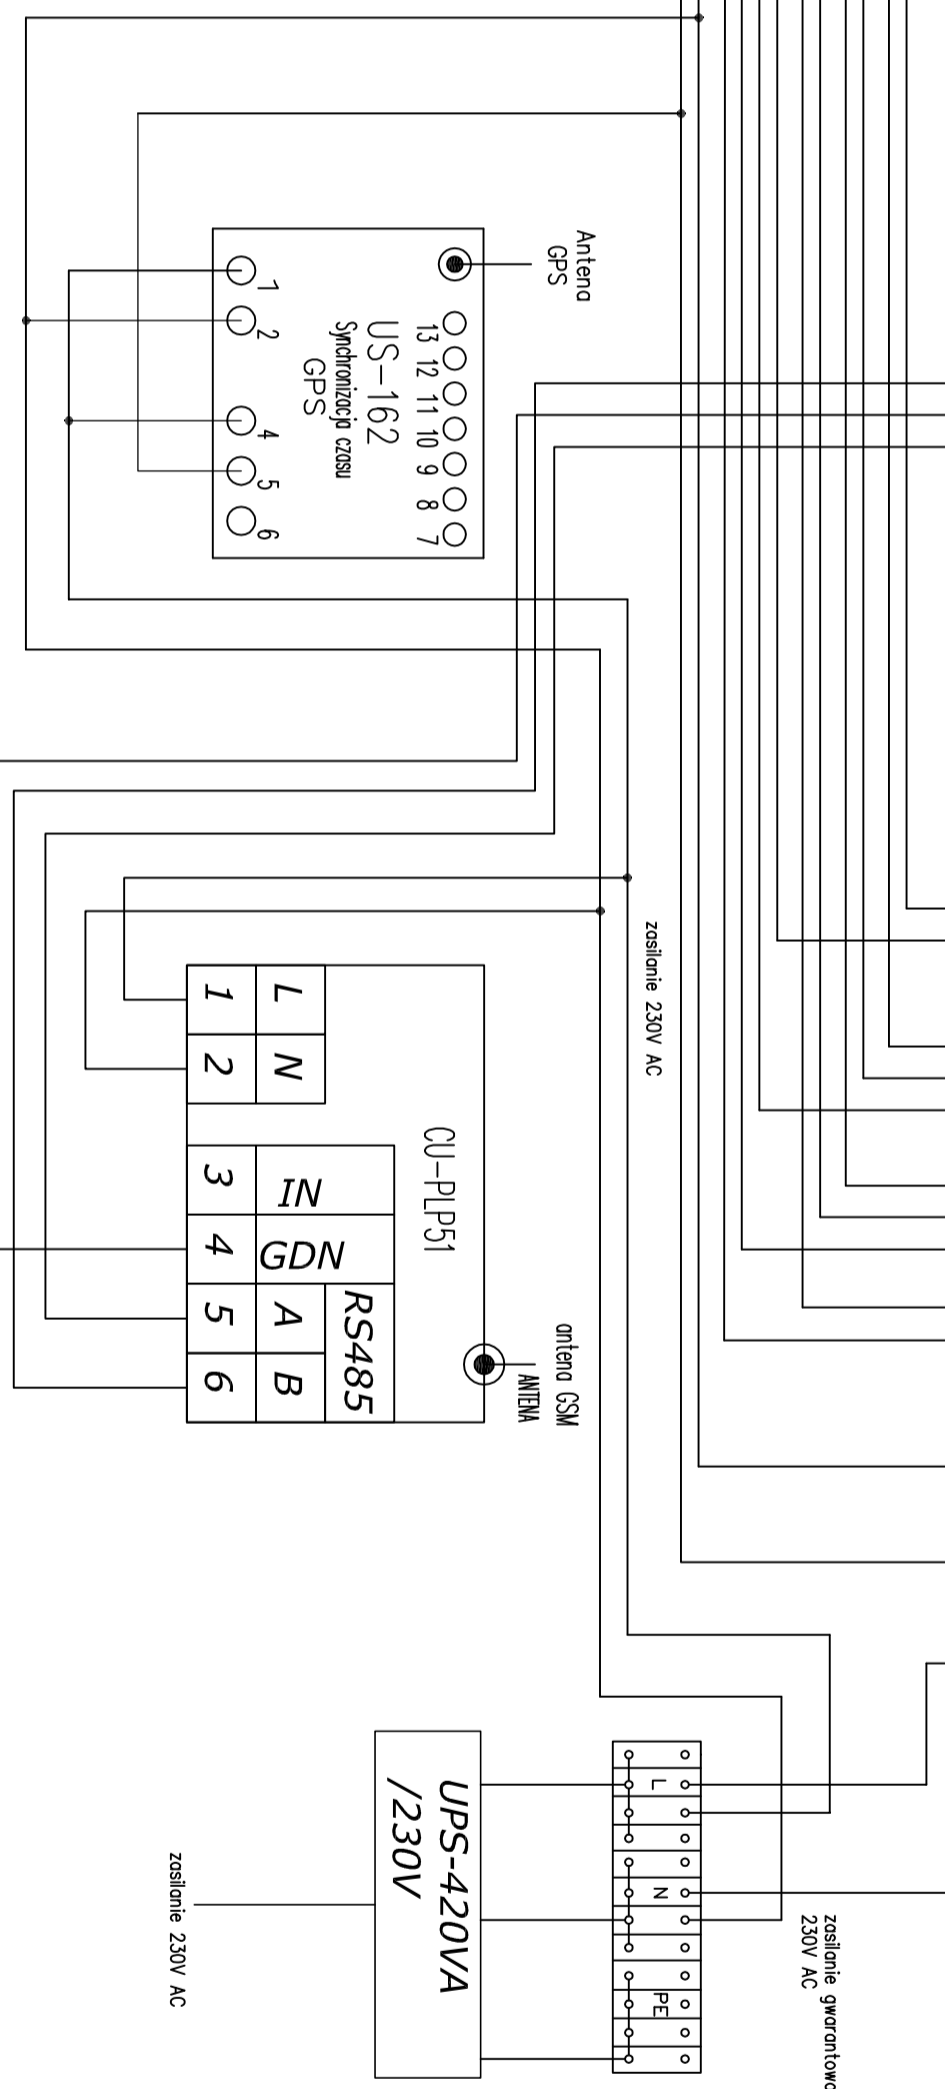 Antena
GPS
13 12 11 10 9 8 7
US-162
Synchronizacja czasu
GPS
1 2 4 5 6
zasilanie 230V AC
CU-PLP51
L
N
1
2
3
4
5
6
IN
GDN
A
B
RS485
antena GSM
ANTENA
L
N
PE
UPS-420VA
/230V
zasilanie 230V AC
zasilanie gwarantowa
230V AC